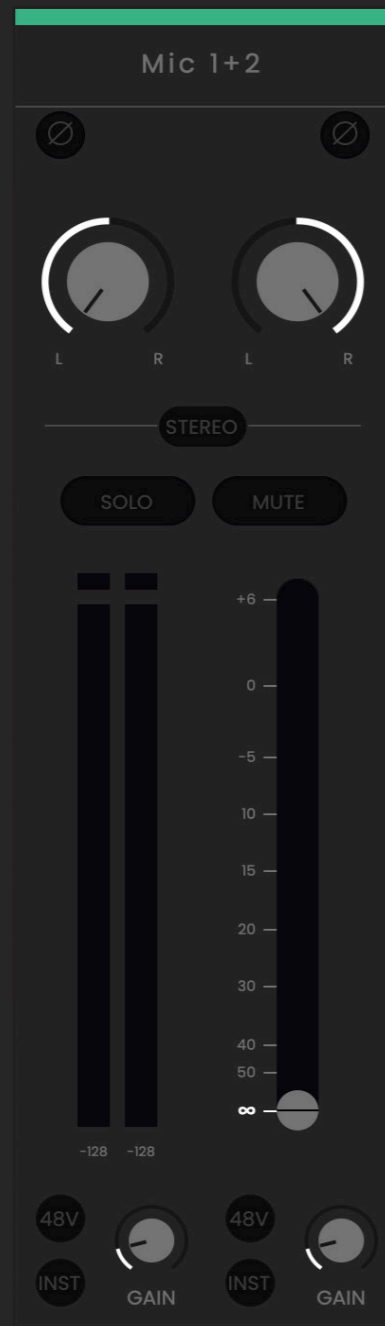 Mic 1+2
Ø Ø
L R L R
STEREO
SOLO MUTE
+6
0
-5
10
15
20
30
40
50
∞
-128 -128
48V 48V
INST INST
GAIN GAIN